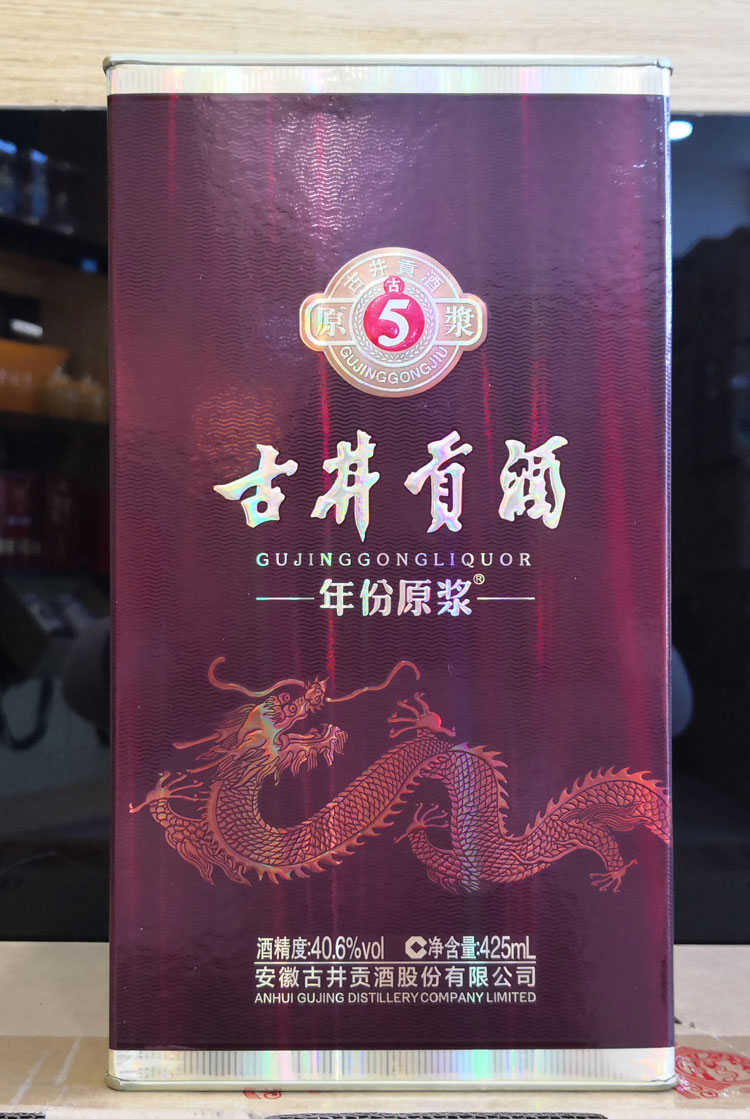 古井貢酒
古
原 5 漿
GUJINGGONGJIU
古井贡酒
GUJINGGONGLIQUOR
年份原浆®
酒精度:40.6%vol 净含量:425mL
安徽古井贡酒股份有限公司
ANHUI GUJING DISTILLERY COMPANY LIMITED